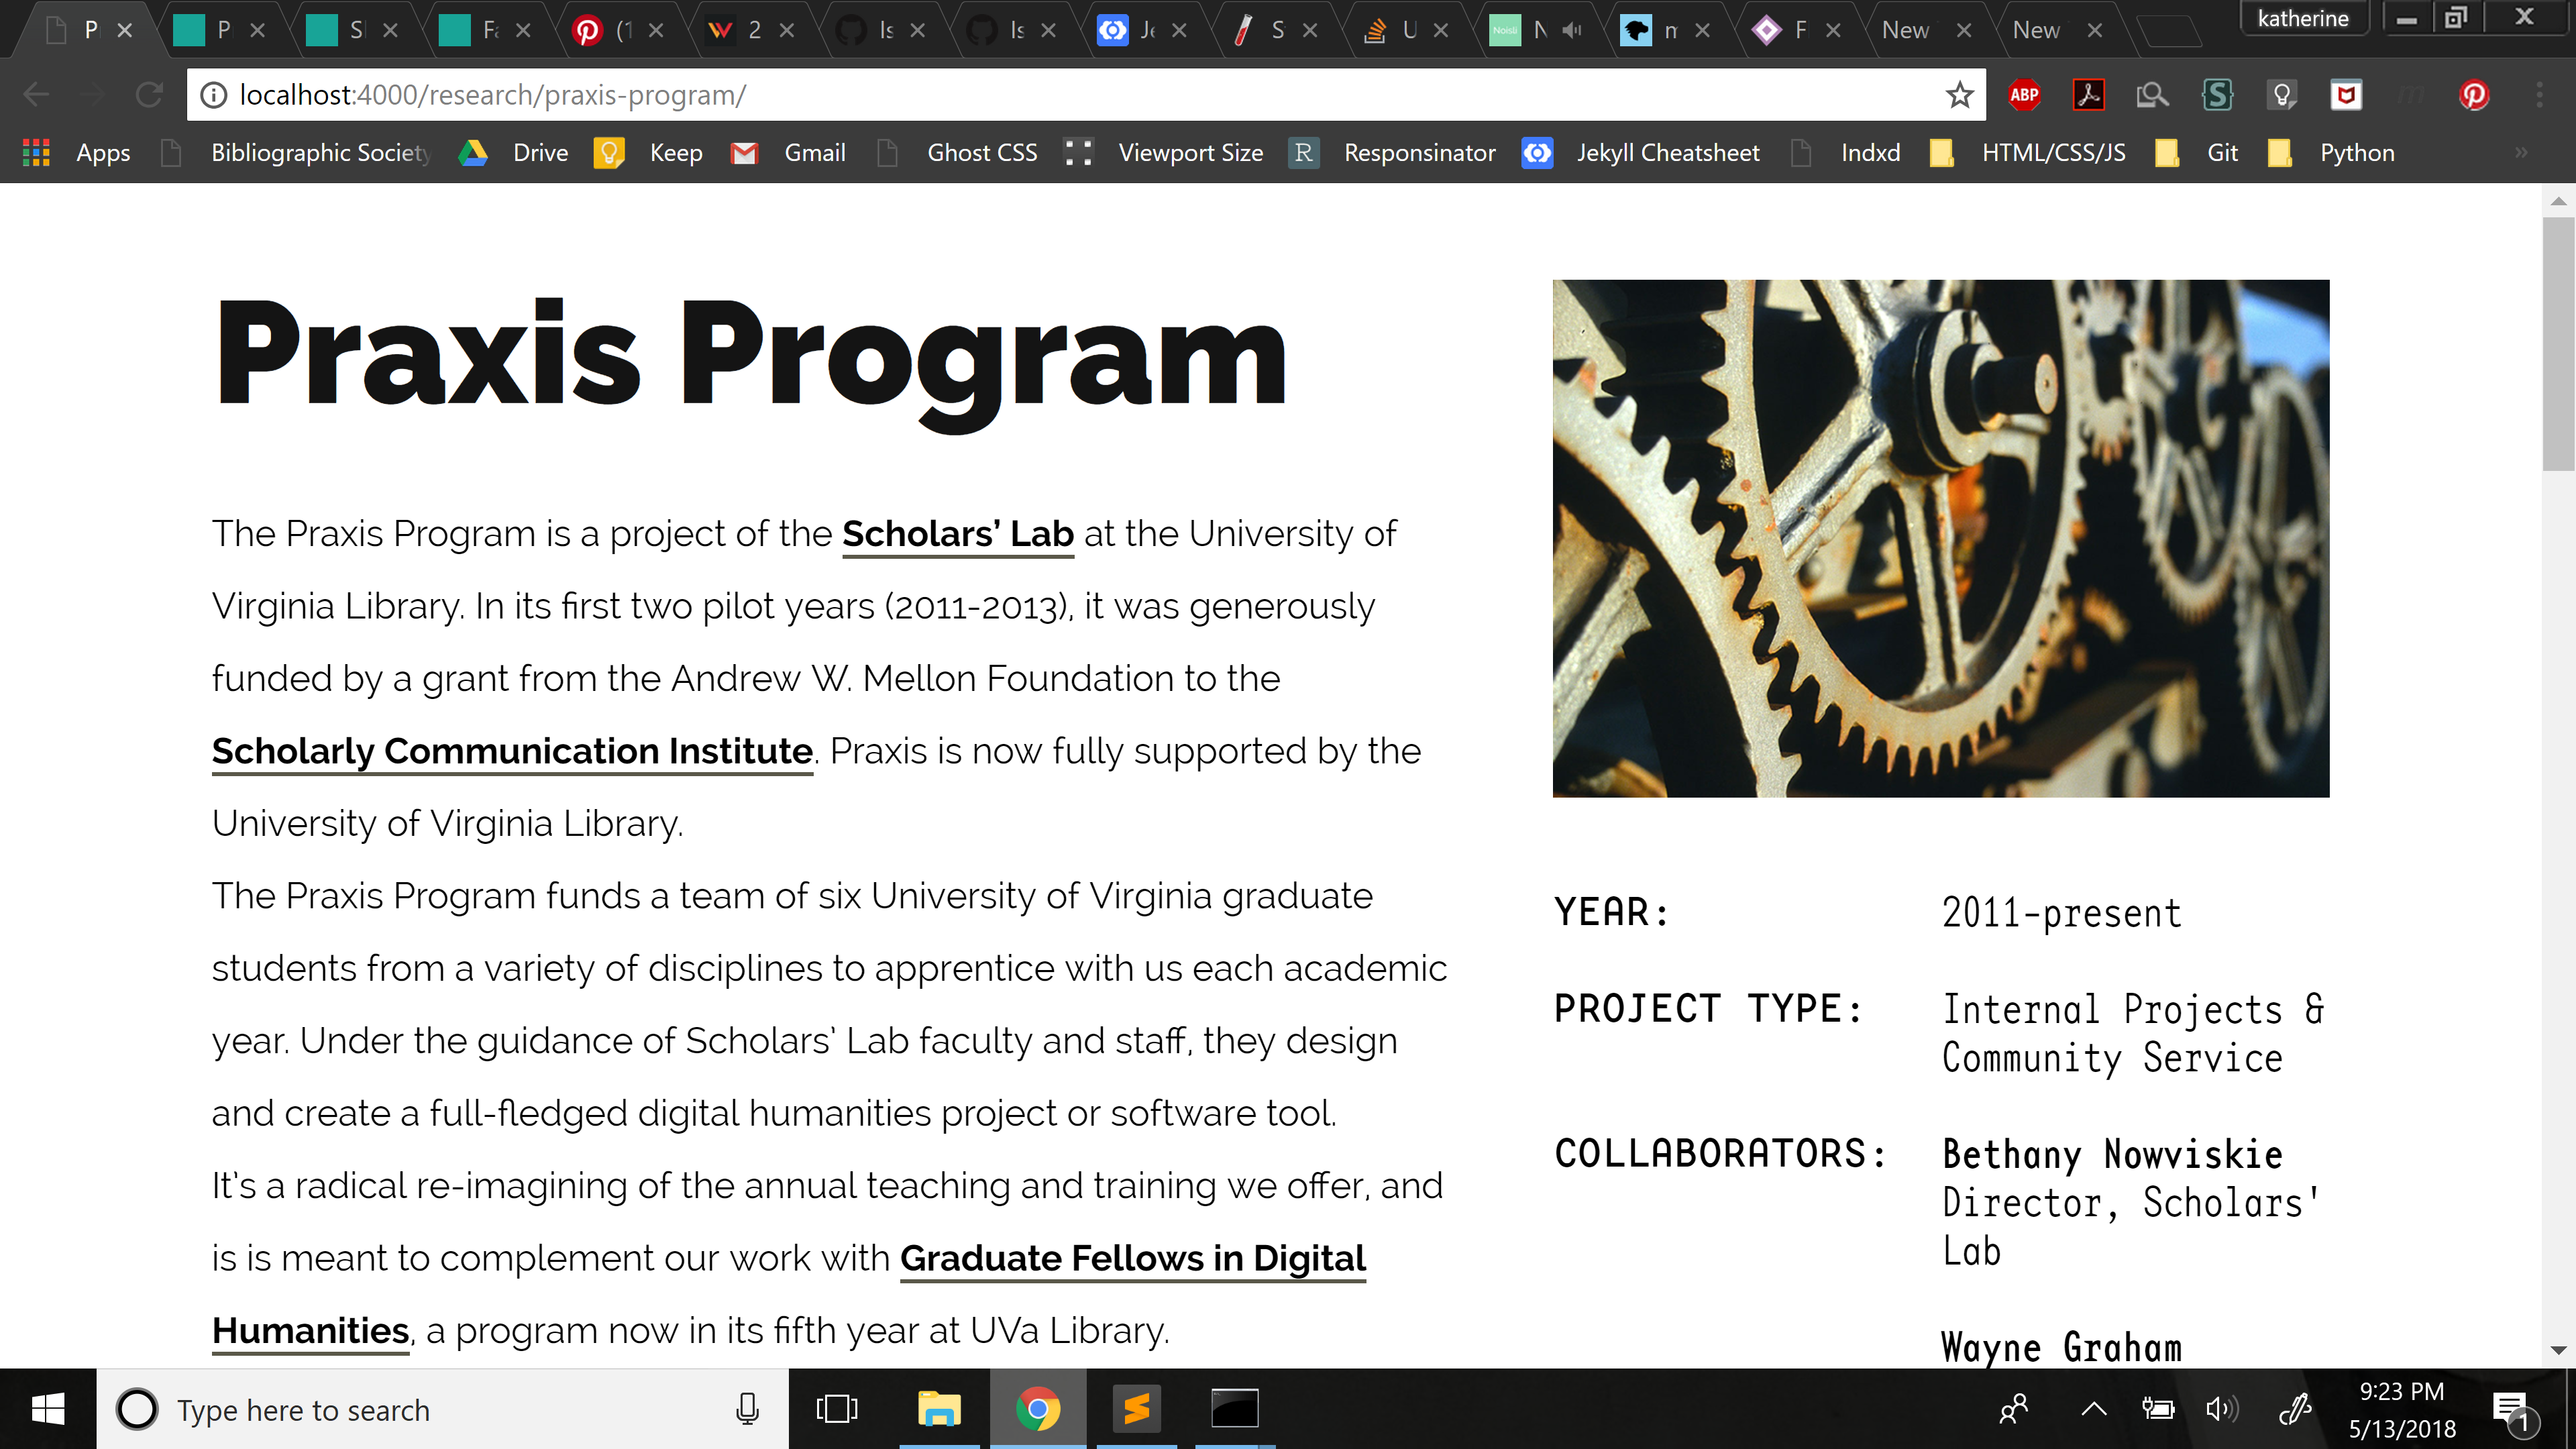 P
P
S
Fa
(1
2
Is
Is
Je
S
U
Noisli
N
m
F
New
New
katherine
localhost:4000/research/praxis-program/
ABP
Apps
Bibliographic Society
Drive
Keep
Gmail
Ghost CSS
Viewport Size
R
Responsinator
Jekyll Cheatsheet
Indxd
HTML/CSS/JS
Git
Python
»
Praxis Program
The Praxis Program is a project of the Scholars’ Lab at the University of
Virginia Library. In its first two pilot years (2011-2013), it was generously
funded by a grant from the Andrew W. Mellon Foundation to the
Scholarly Communication Institute. Praxis is now fully supported by the
University of Virginia Library.
The Praxis Program funds a team of six University of Virginia graduate
students from a variety of disciplines to apprentice with us each academic
year. Under the guidance of Scholars’ Lab faculty and staff, they design
and create a full-fledged digital humanities project or software tool.
It’s a radical re-imagining of the annual teaching and training we offer, and
is is meant to complement our work with Graduate Fellows in Digital
Humanities, a program now in its fifth year at UVa Library.
YEAR: 2011-present
PROJECT TYPE: Internal Projects &
Community Service
COLLABORATORS: Bethany Nowviskie
Director, Scholars'
Lab
Wayne Graham
Type here to search
9:23 PM
5/13/2018
1